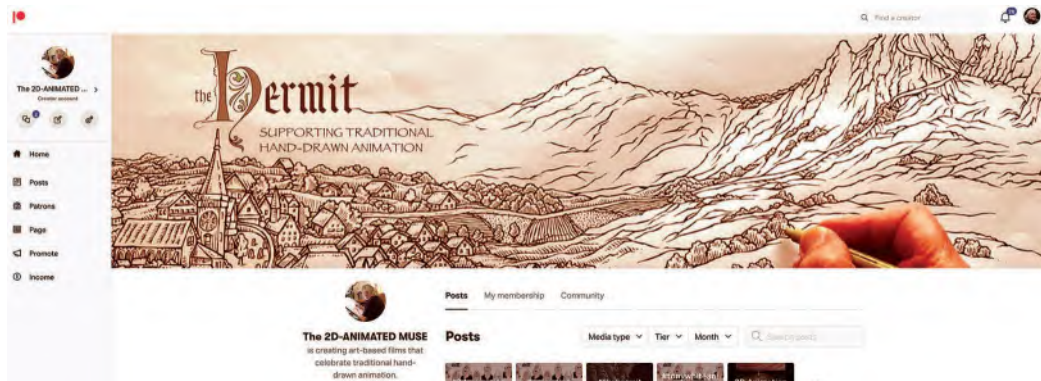 Find a creator
The 2D-ANIMATED ... >
Creator account
Home
Posts
Patrons
Page
Promote
Income
the Hermit
SUPPORTING TRADITIONAL
HAND-DRAWN ANIMATION
The 2D-ANIMATED MUSE
is creating art-based films that
celebrate traditional hand-
drawn animation.
Posts My membership Community
Posts
Media type Tier Month Search posts